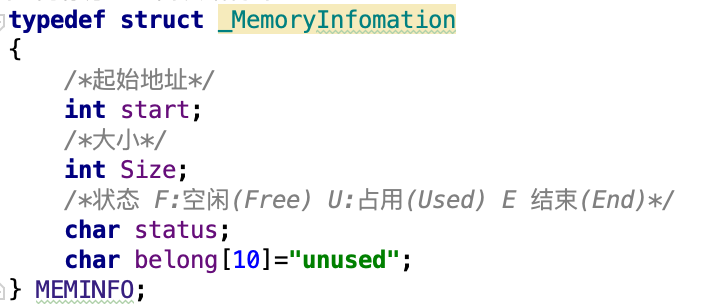 typedef struct _MemoryInfomation
{
/*起始地址*/
int start;
/*大小*/
int Size;
/*状态 F:空闲(Free) U:占用(Used) E 结束(End)*/
char status;
char belong[10]="unused";
} MEMINFO;